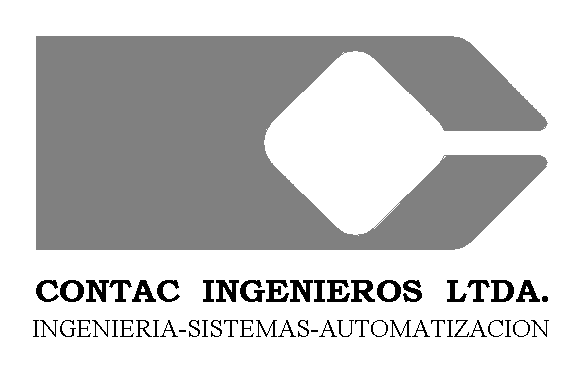 CONTAC INGENIEROS LTDA.
INGENIERIA-SISTEMAS-AUTOMATIZACION